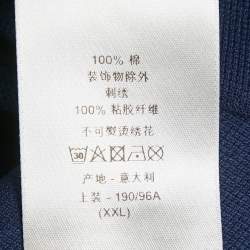 100% 棉
装饰物除外
刺绣
100% 粘胶纤维
不可熨烫绣花
30
产地 - 意大利
上装 - 190/96A
(XXL)